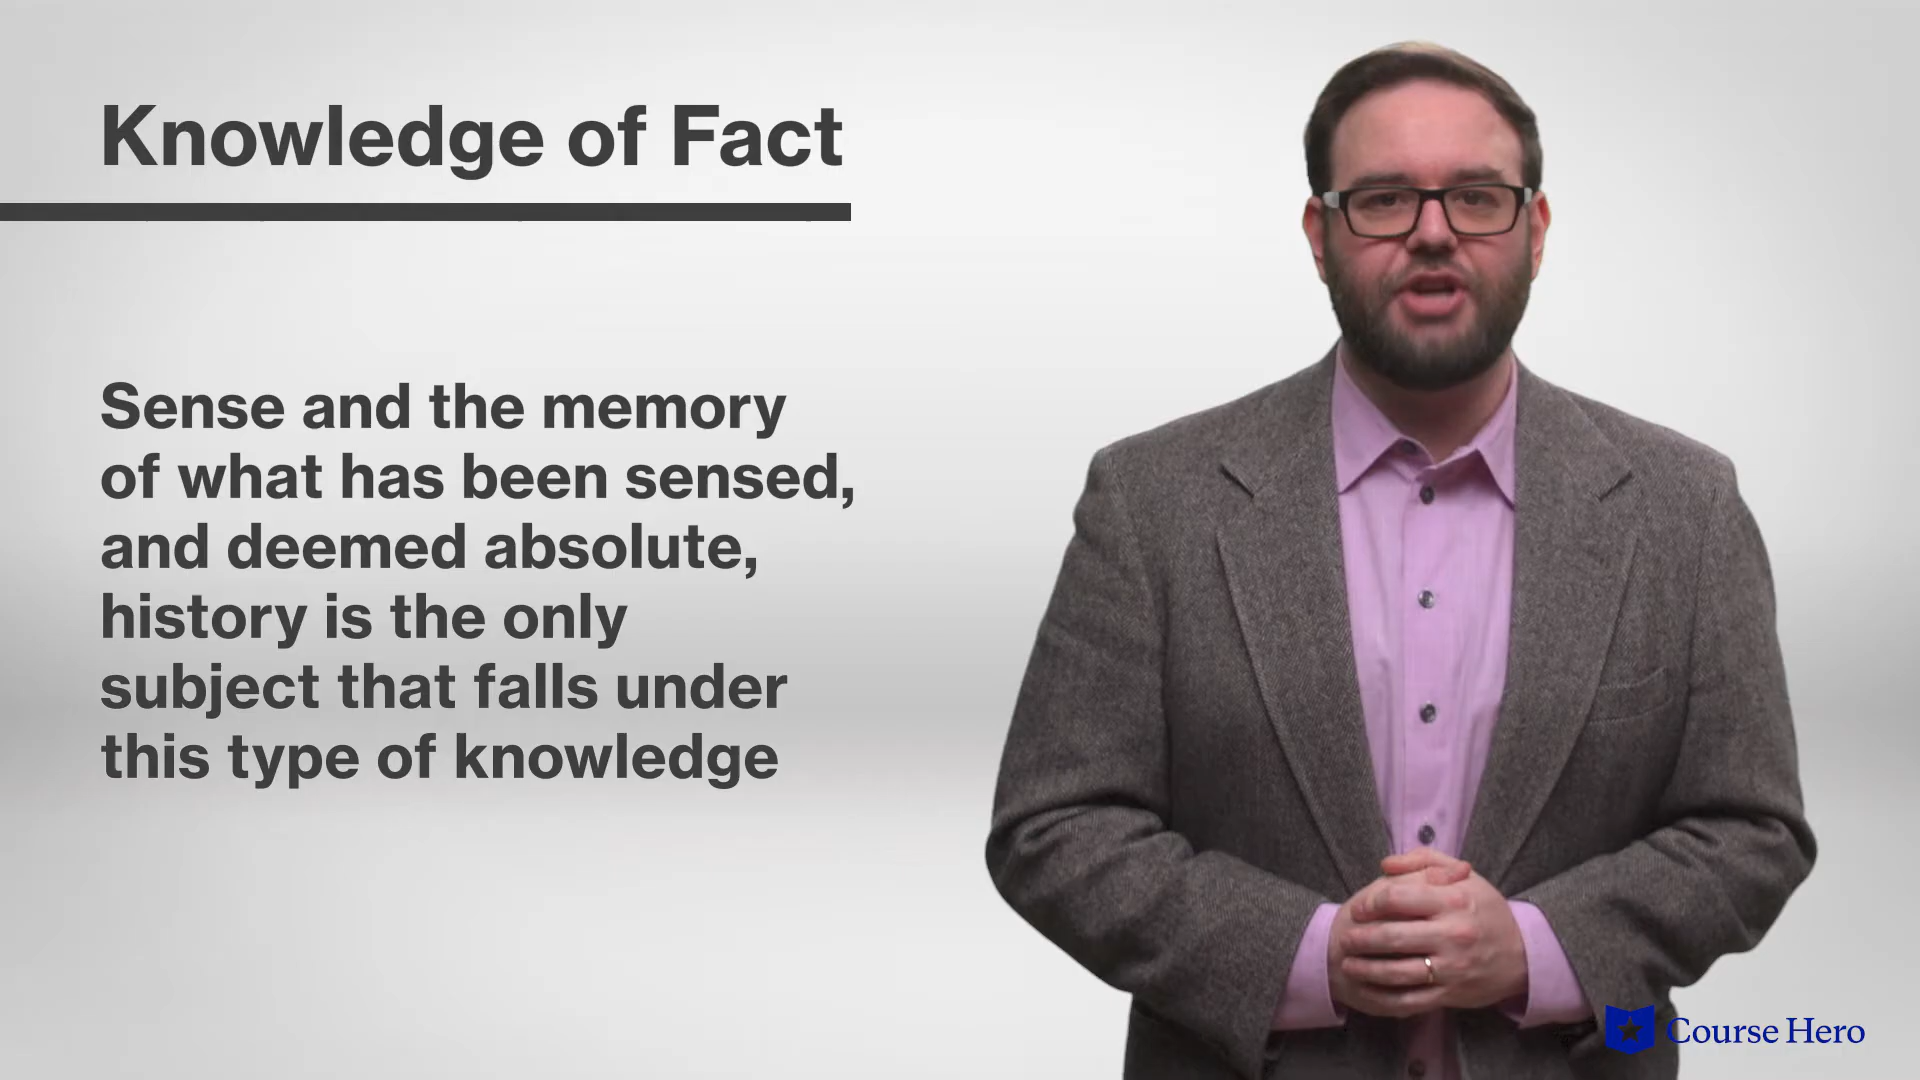 Knowledge of Fact
Sense and the memory
of what has been sensed,
and deemed absolute,
history is the only
subject that falls under
this type of knowledge
Course Hero